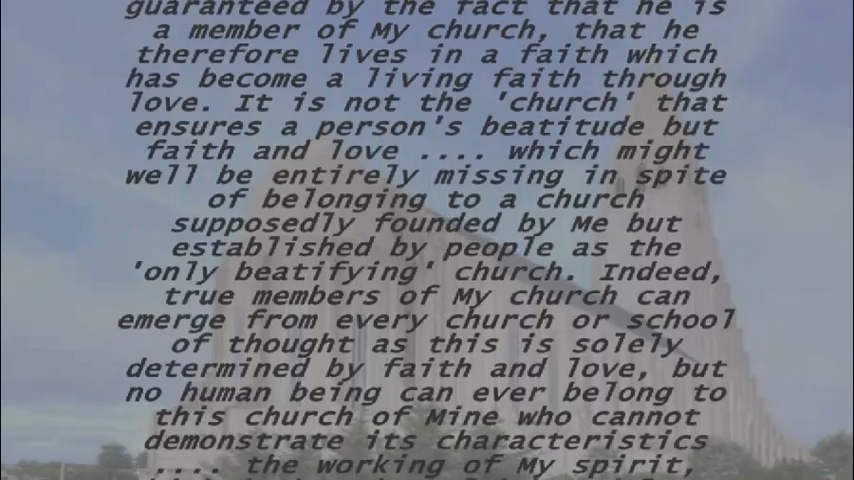 guaranteed by the fact that he is
a member of My church, that he
therefore lives in a faith which
has become a living faith through
love. It is not the 'church' that
ensures a person's beatitude but
faith and love .... which might
well be entirely missing in spite
of belonging to a church
supposedly founded by Me but
established by people as the
'only beatifying' church. Indeed,
true members of My church can
emerge from every church or school
of thought as this is solely
determined by faith and love, but
no human being can ever belong to
this church of Mine who cannot
demonstrate its characteristics
.... the working of My spirit,